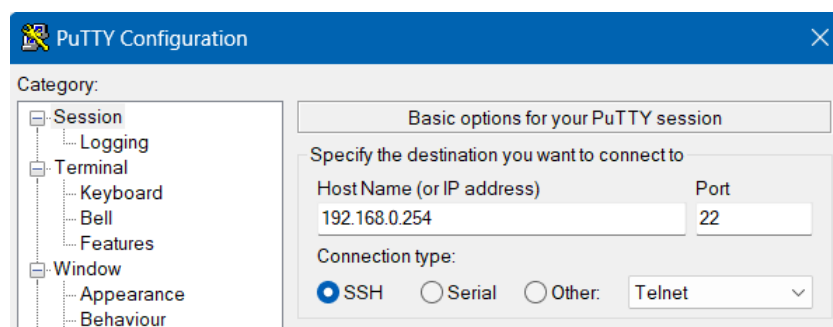 PuTTY Configuration
Category:
Session
Logging
Terminal
Keyboard
Bell
Features
Window
Appearance
Behaviour
Basic options for your PuTTY session
Specify the destination you want to connect to
Host Name (or IP address) Port
192.168.0.254 22
Connection type:
SSH Serial Other: Telnet